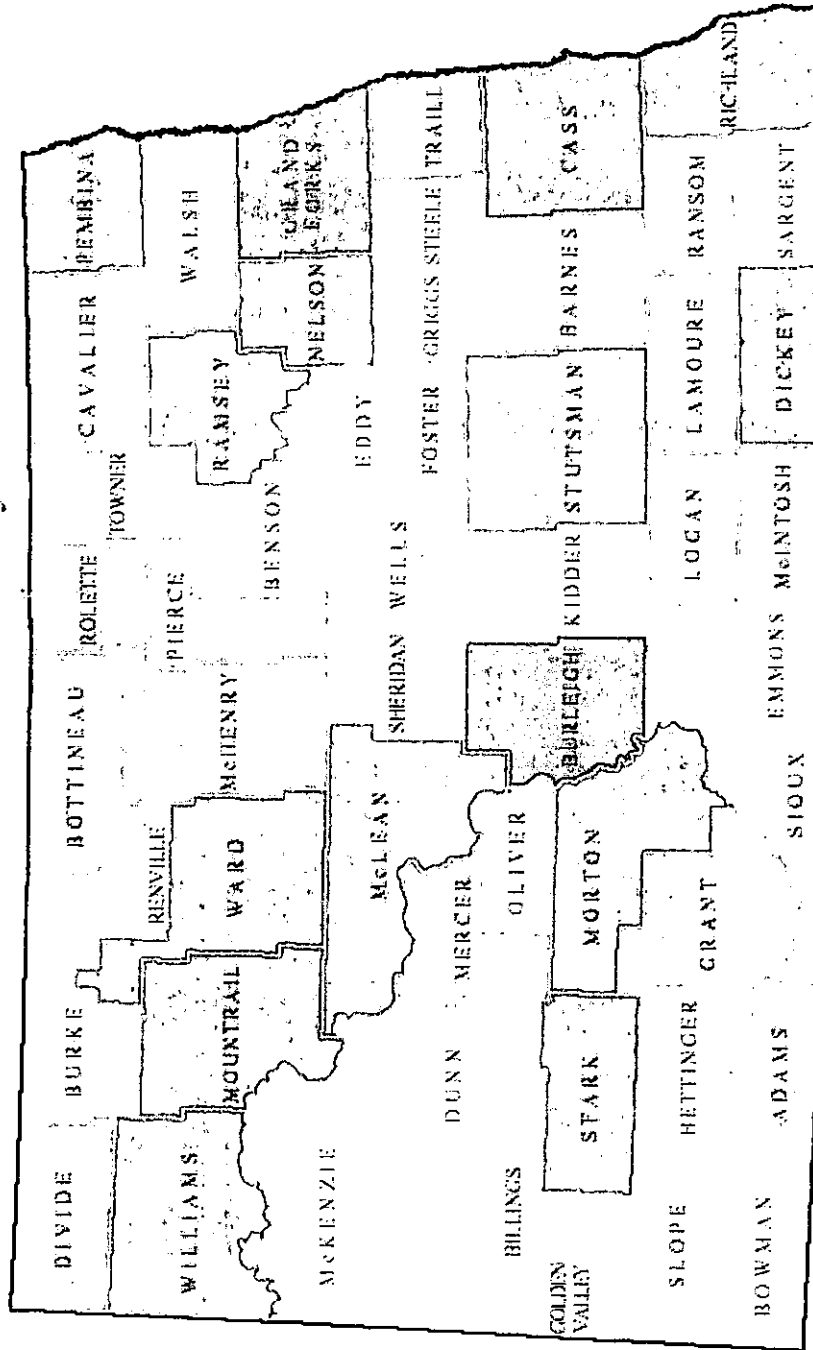 DIVIDE
BURKE
BOTTINEAU
ROLETTE
TOWNER
CAVALIER
PEMBINA
WILLIAMS
MOUNTRAIL
RENVILLE
WARD
McHENRY
PIERCE
BENSON
RAMSEY
WALSH
NELSON
GRAND
FORKS
McKENZIE
DUNN
MERCER
McLEAN
OLIVER
SHERIDAN
WELLS
EDDY
FOSTER
GRIGGS
STEELE
TRAILL
GOLDEN
VALLEY
BILLINGS
STARK
MORTON
BURLEIGH
KIDDER
STUTSMAN
BARNES
CASS
SLOPE
HETTINGER
GRANT
LOGAN
LAMOURE
RANSOM
RICHLAND
BOWMAN
ADAMS
SIOUX
EMMONS
McINTOSH
DICKEY
SARGENT